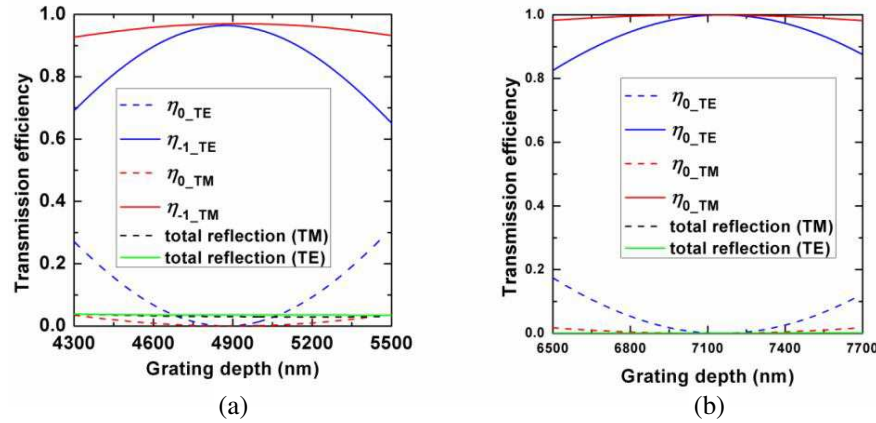 1.0
0.8
0.6
0.4
0.2
0.0
Transmission efficiency
η0_TE
η-1_TE
η0_TM
η-1_TM
total reflection (TM)
total reflection (TE)
4300 4600 4900 5200 5500
Grating depth (nm)
(a)
1.0
0.8
0.6
0.4
0.2
0.0
Transmission efficiency
η0_TE
η0_TE
η0_TM
η0_TM
total reflection (TM)
total reflection (TE)
6500 6800 7100 7400 7700
Grating depth (nm)
(b)